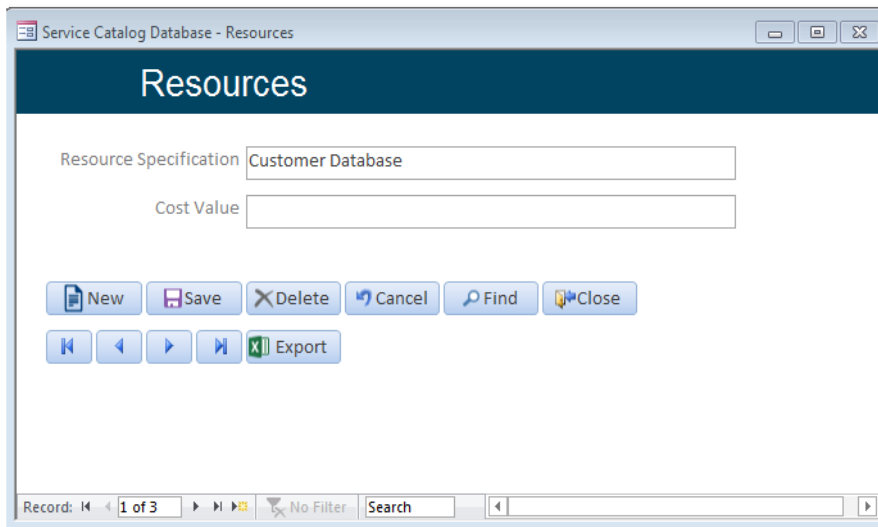 Service Catalog Database - Resources
Resources
Resource Specification Customer Database
Cost Value
New Save Delete Cancel Find Close
Export
Record: 1 of 3 No Filter Search